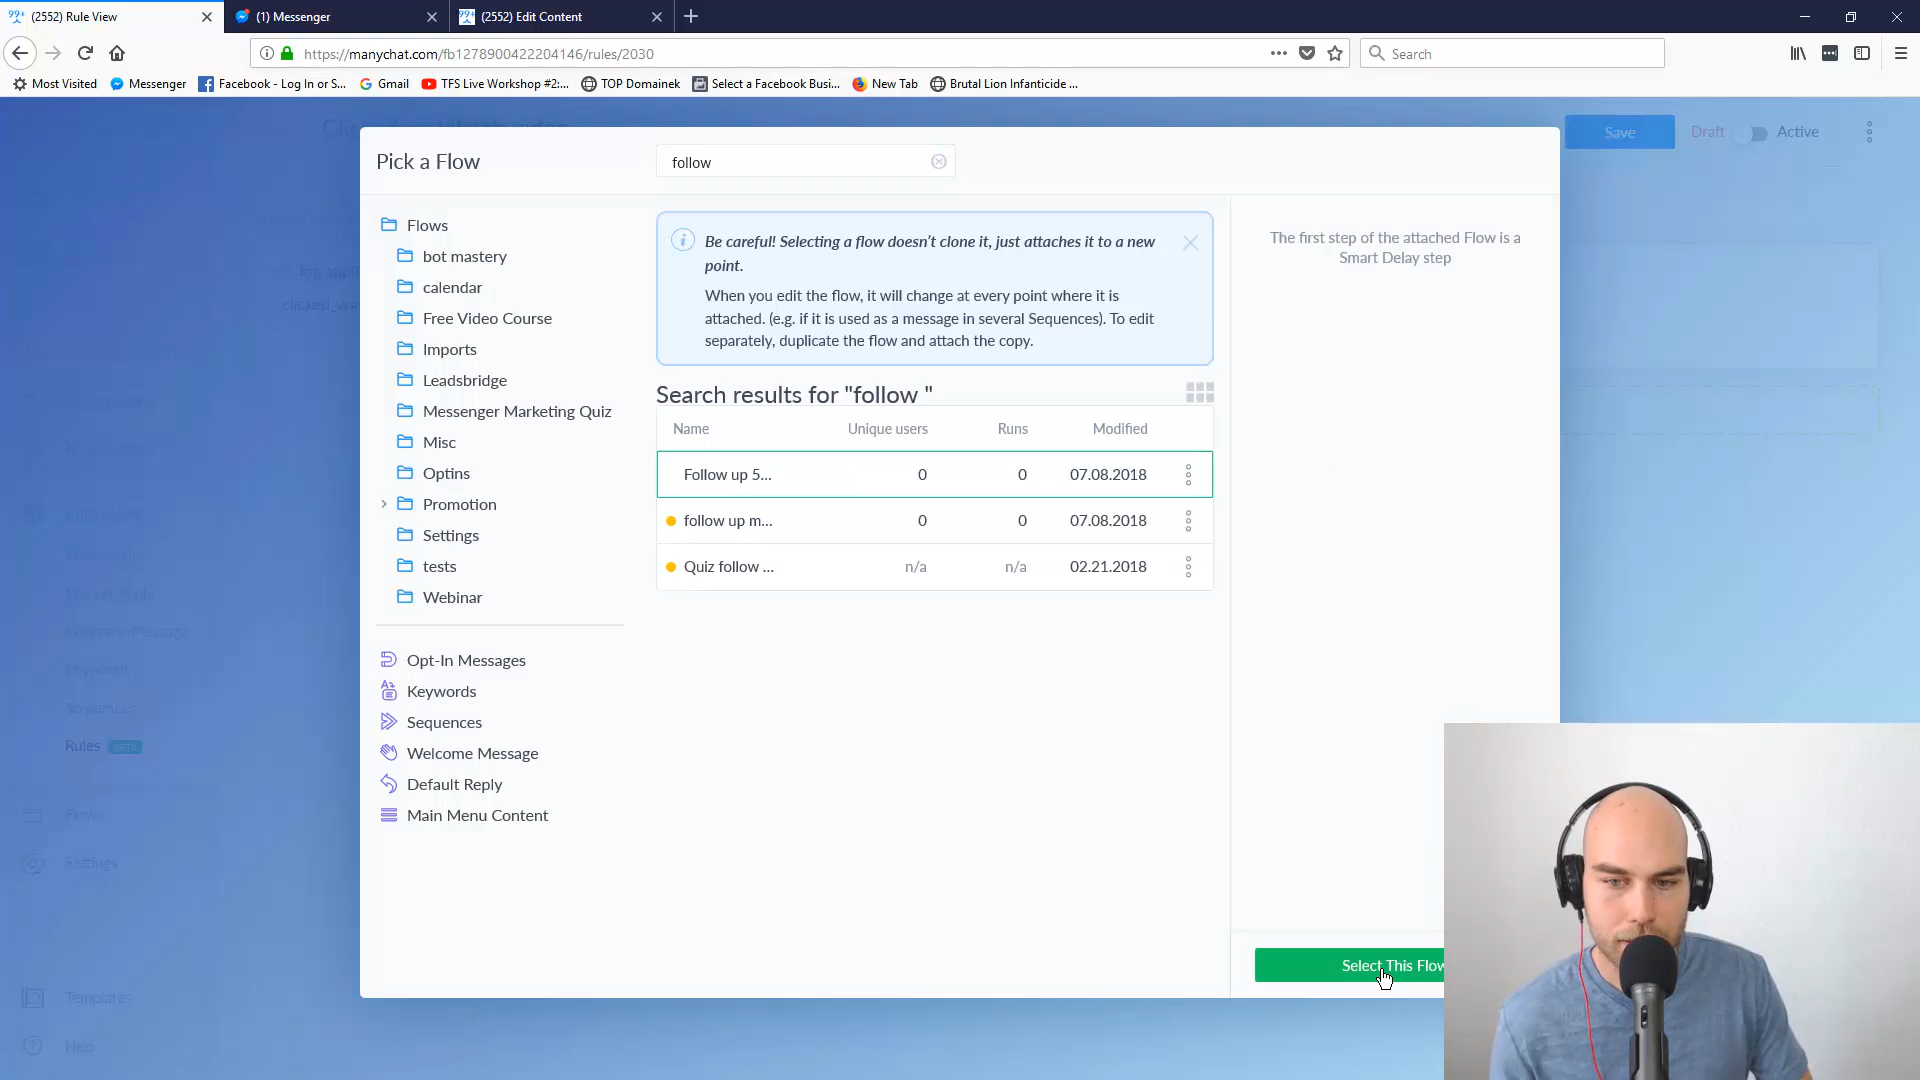 (2552) Rule View
(1) Messenger
(2552) Edit Content
https://manychat.com/fb1278900422204146/rules/2030
Search
Most Visited
Messenger
Facebook - Log In or S...
Gmail
TFS Live Workshop #2:...
TOP Domainek
Select a Facebook Busi...
New Tab
Brutal Lion Infanticide ...
Save
Draft
Active
Pick a Flow
follow
Flows
bot mastery
calendar
Free Video Course
Imports
Leadsbridge
Messenger Marketing Quiz
Misc
Optins
Promotion
Settings
tests
Webinar
Opt-In Messages
Keywords
Sequences
Welcome Message
Default Reply
Main Menu Content
Be careful! Selecting a flow doesn't clone it, just attaches it to a new
point.
When you edit the flow, it will change at every point where it is
attached. (e.g. if it is used as a message in several Sequences). To edit
separately, duplicate the flow and attach the copy.
Search results for "follow "
Name Unique users Runs Modified
Follow up 5... 0 0 07.08.2018
follow up m... 0 0 07.08.2018
Quiz follow ... n/a n/a 02.21.2018
The first step of the attached Flow is a
Smart Delay step
Select This Flow
Rules BETA
Flows
Settings
Templates
Help